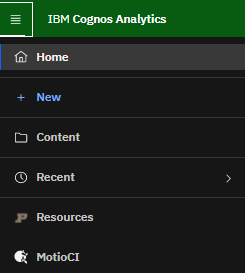 IBM Cognos Analytics
Home
New
Content
Recent
Resources
MotioCI